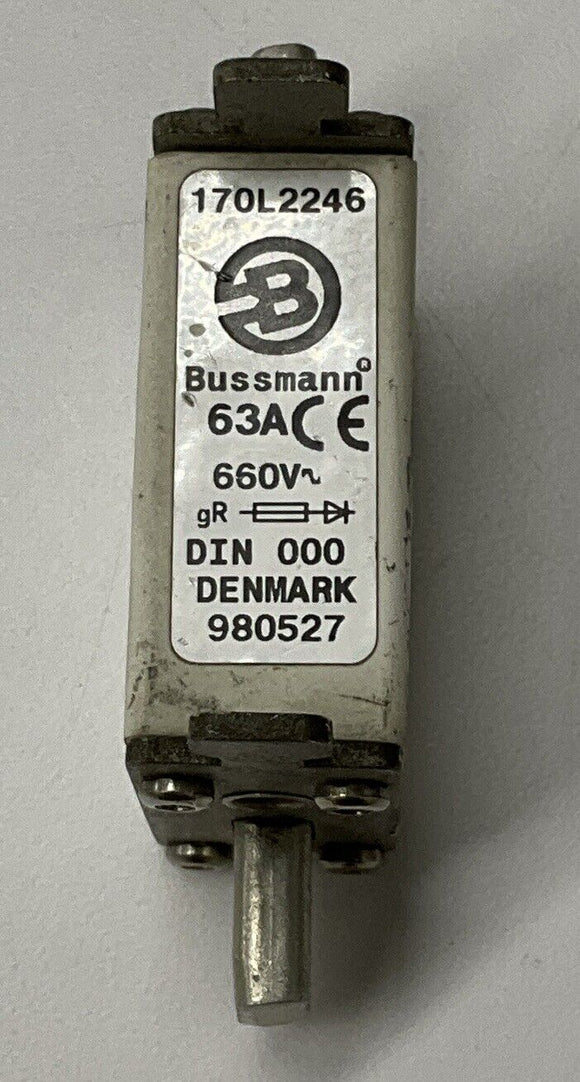 170L2246
B
Bussmann®
63A CE
660V~
gR
DIN 000
DENMARK
980527